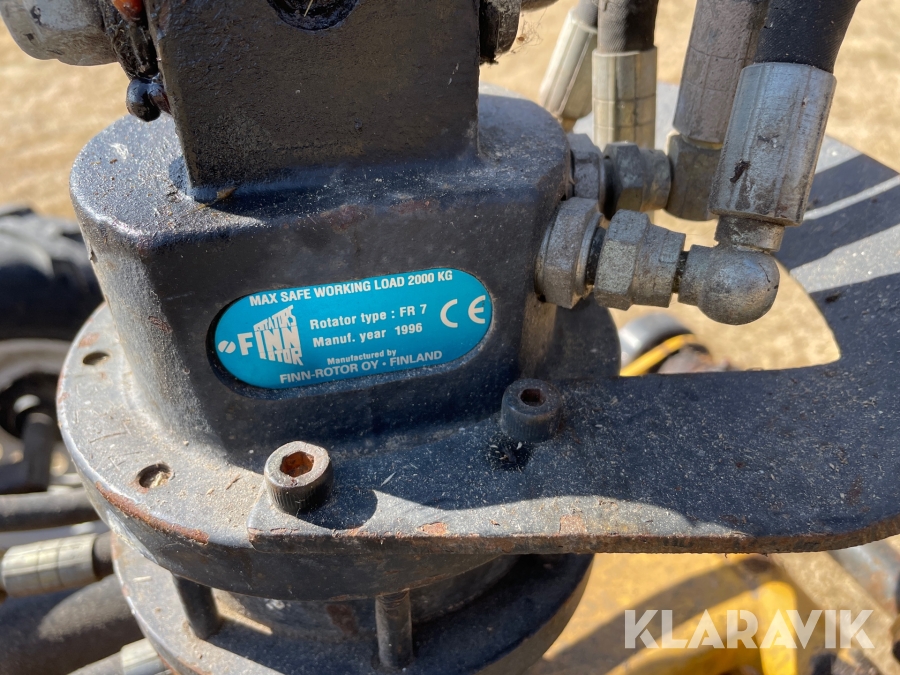 MAX SAFE WORKING LOAD 2000 KG
FINN
ROTOR
Rotator type : FR 7
Manuf. year 1996
CE
Manufactured by
FINN-ROTOR OY · FINLAND
KLARAVIK